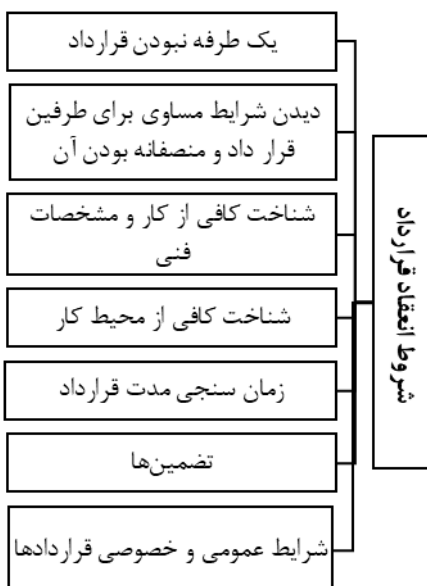 شروط انعقاد قرارداد
یک طرفه نبودن قرارداد
دیدن شرایط مساوی برای طرفین
قرار داد و منصفانه بودن آن
شناخت کافی از کار و مشخصات
فنی
شناخت کافی از محیط کار
زمان سنجی مدت قرارداد
تضمین‌ها
شرایط عمومی و خصوصی قراردادها